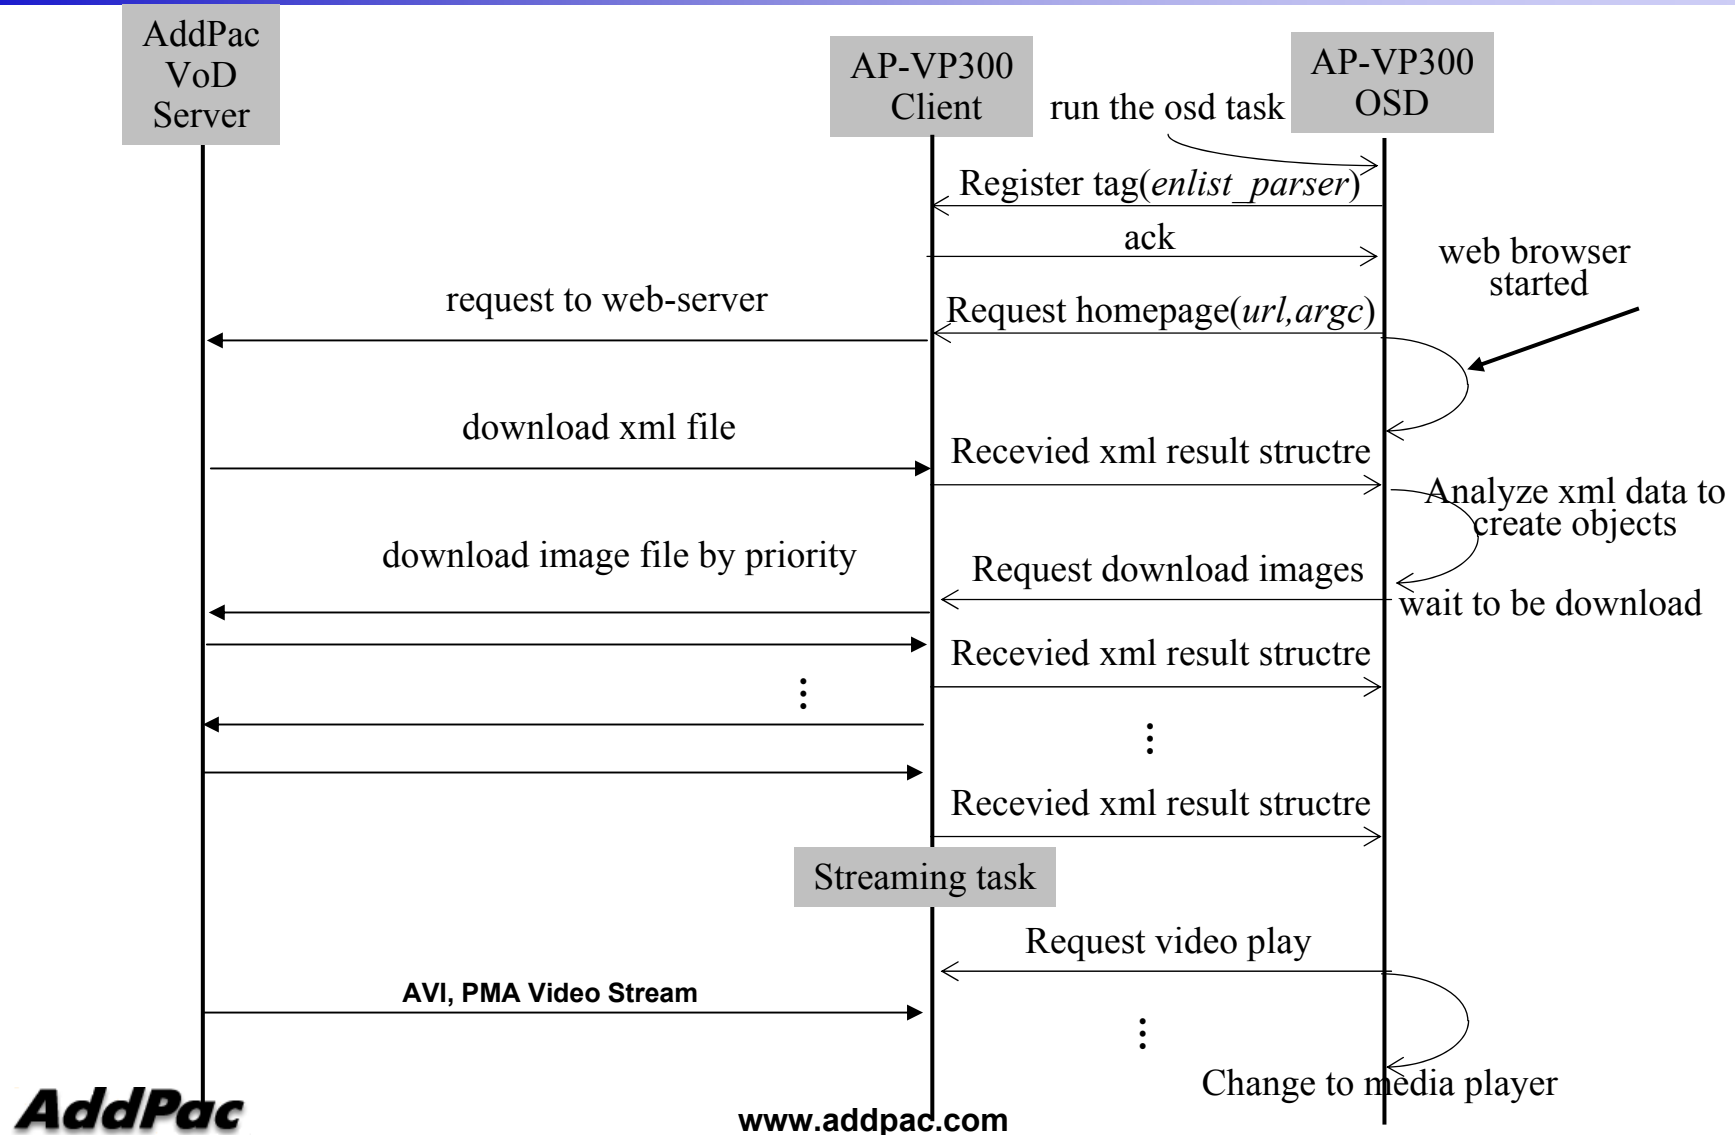 AddPac
VoD
Server
AP-VP300
Client
AP-VP300
OSD
run the osd task
Register tag(enlist_parser)
ack
web browser
started
request to web-server
Request homepage(url,argc)
download xml file
Recevied xml result structre
Analyze xml data to
create objects
download image file by priority
Request download images
wait to be download
Recevied xml result structre
Recevied xml result structre
Streaming task
Request video play
AVI, PMA Video Stream
Change to media player
AddPac
www.addpac.com